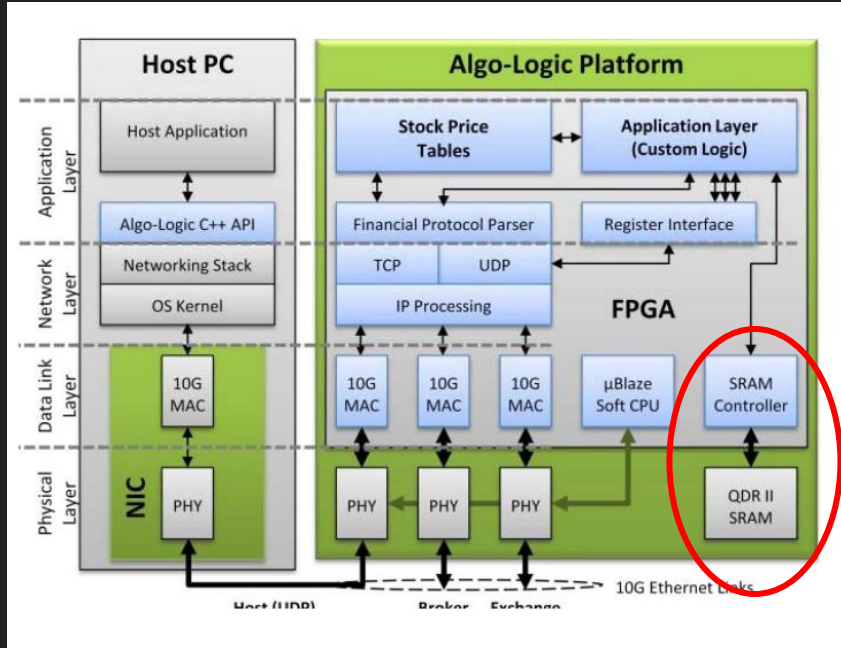 Host PC
Algo-Logic Platform
Application
Layer
Host Application
Stock Price
Tables
Application Layer
(Custom Logic)
Algo-Logic C++ API
Financial Protocol Parser
Register Interface
Network
Layer
Networking Stack
TCP
UDP
OS Kernel
IP Processing
FPGA
Data Link
Layer
10G
MAC
10G
MAC
10G
MAC
10G
MAC
µBlaze
Soft CPU
SRAM
Controller
Physical
Layer
NIC
PHY
PHY
PHY
PHY
QDR II
SRAM
10G Ethernet Links
Host (UDP)
Broker
Exchange